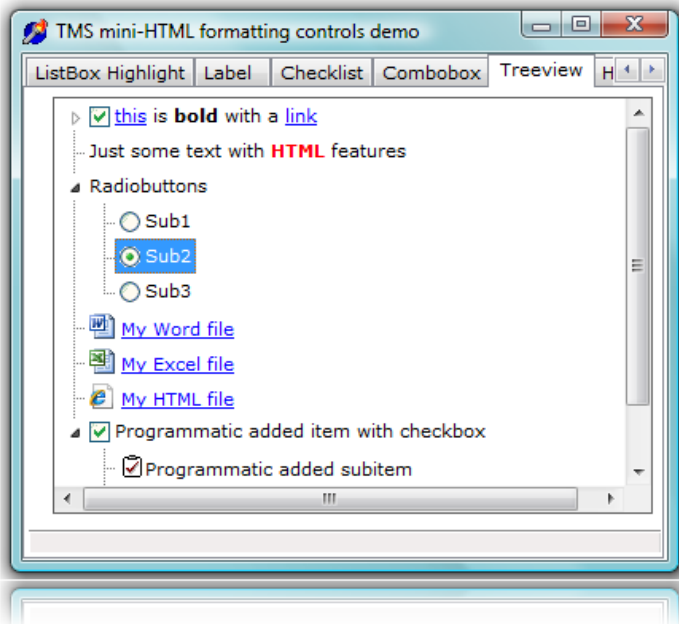 TMS mini-HTML formatting controls demo
ListBox Highlight Label Checklist Combobox Treeview H
this is bold with a link
Just some text with HTML features
Radiobuttons
Sub1
Sub2
Sub3
My Word file
My Excel file
My HTML file
Programmatic added item with checkbox
Programmatic added subitem